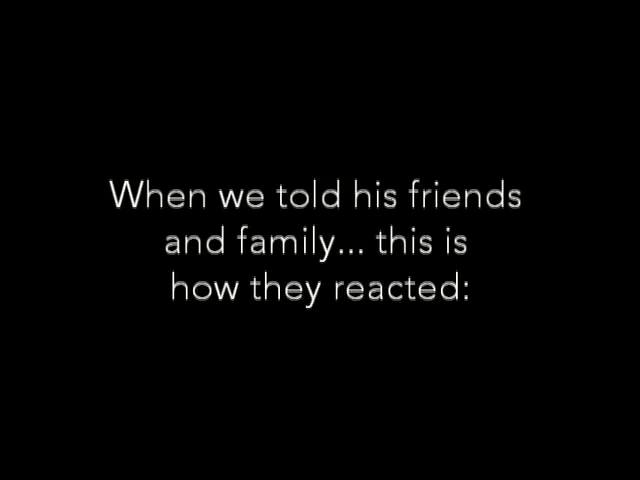 When we told his friends
and family... this is
how they reacted: